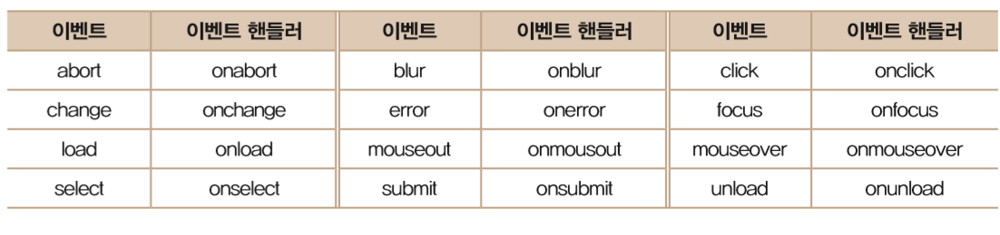 이벤트 이벤트 핸들러 이벤트 이벤트 핸들러 이벤트 이벤트 핸들러
abort onabort blur onblur click onclick
change onchange error onerror focus onfocus
load onload mouseout onmousout mouseover onmouseover
select onselect submit onsubmit unload onunload